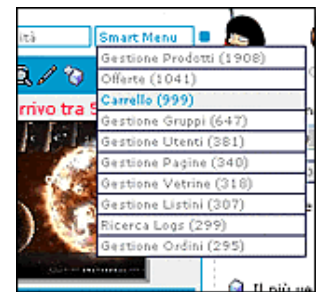 ità
Smart Menu
Gestione Prodotti (1908)
Offerte (1041)
Carrello (999)
rrivo tra S
Gestione Gruppi (647)
Gestione Utenti (381)
Gestione Pagine (340)
Gestione Vetrine (318)
Gestione Listini (307)
Ricerca Logs (299)
Gestione Ordini (295)
Il più ve